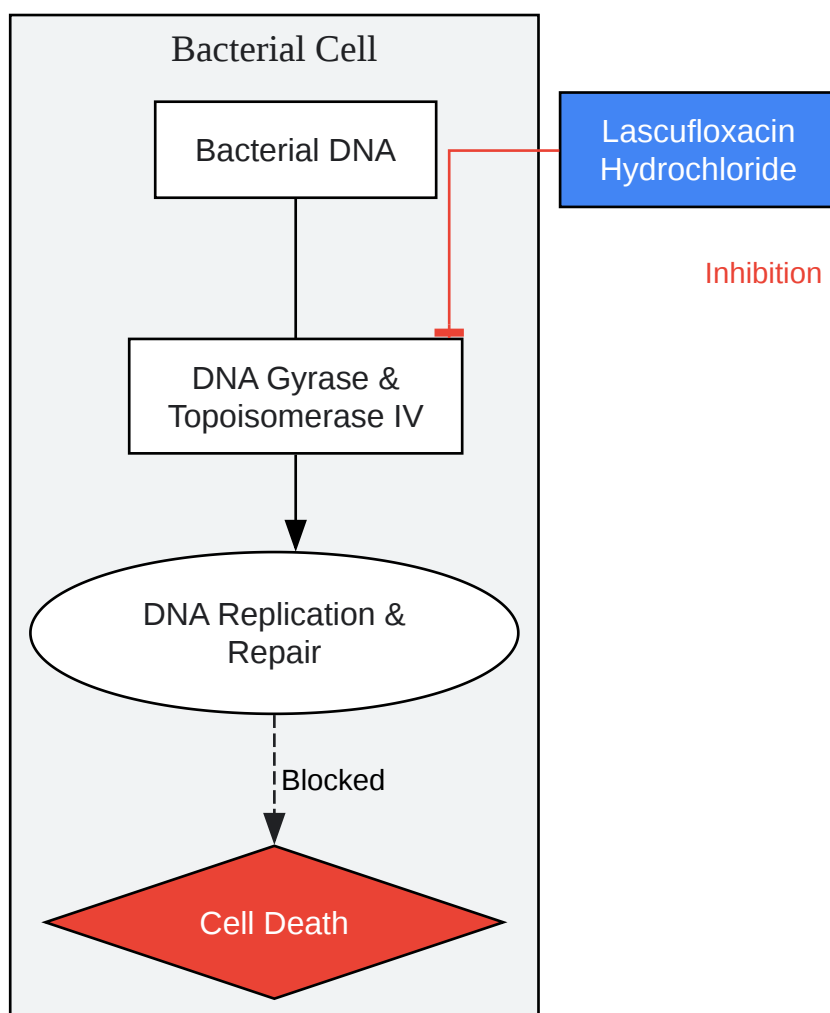 Bacterial Cell
Bacterial DNA
Lascufloxacin
Hydrochloride
Inhibition
DNA Gyrase &
Topoisomerase IV
DNA Replication &
Repair
Blocked
Cell Death